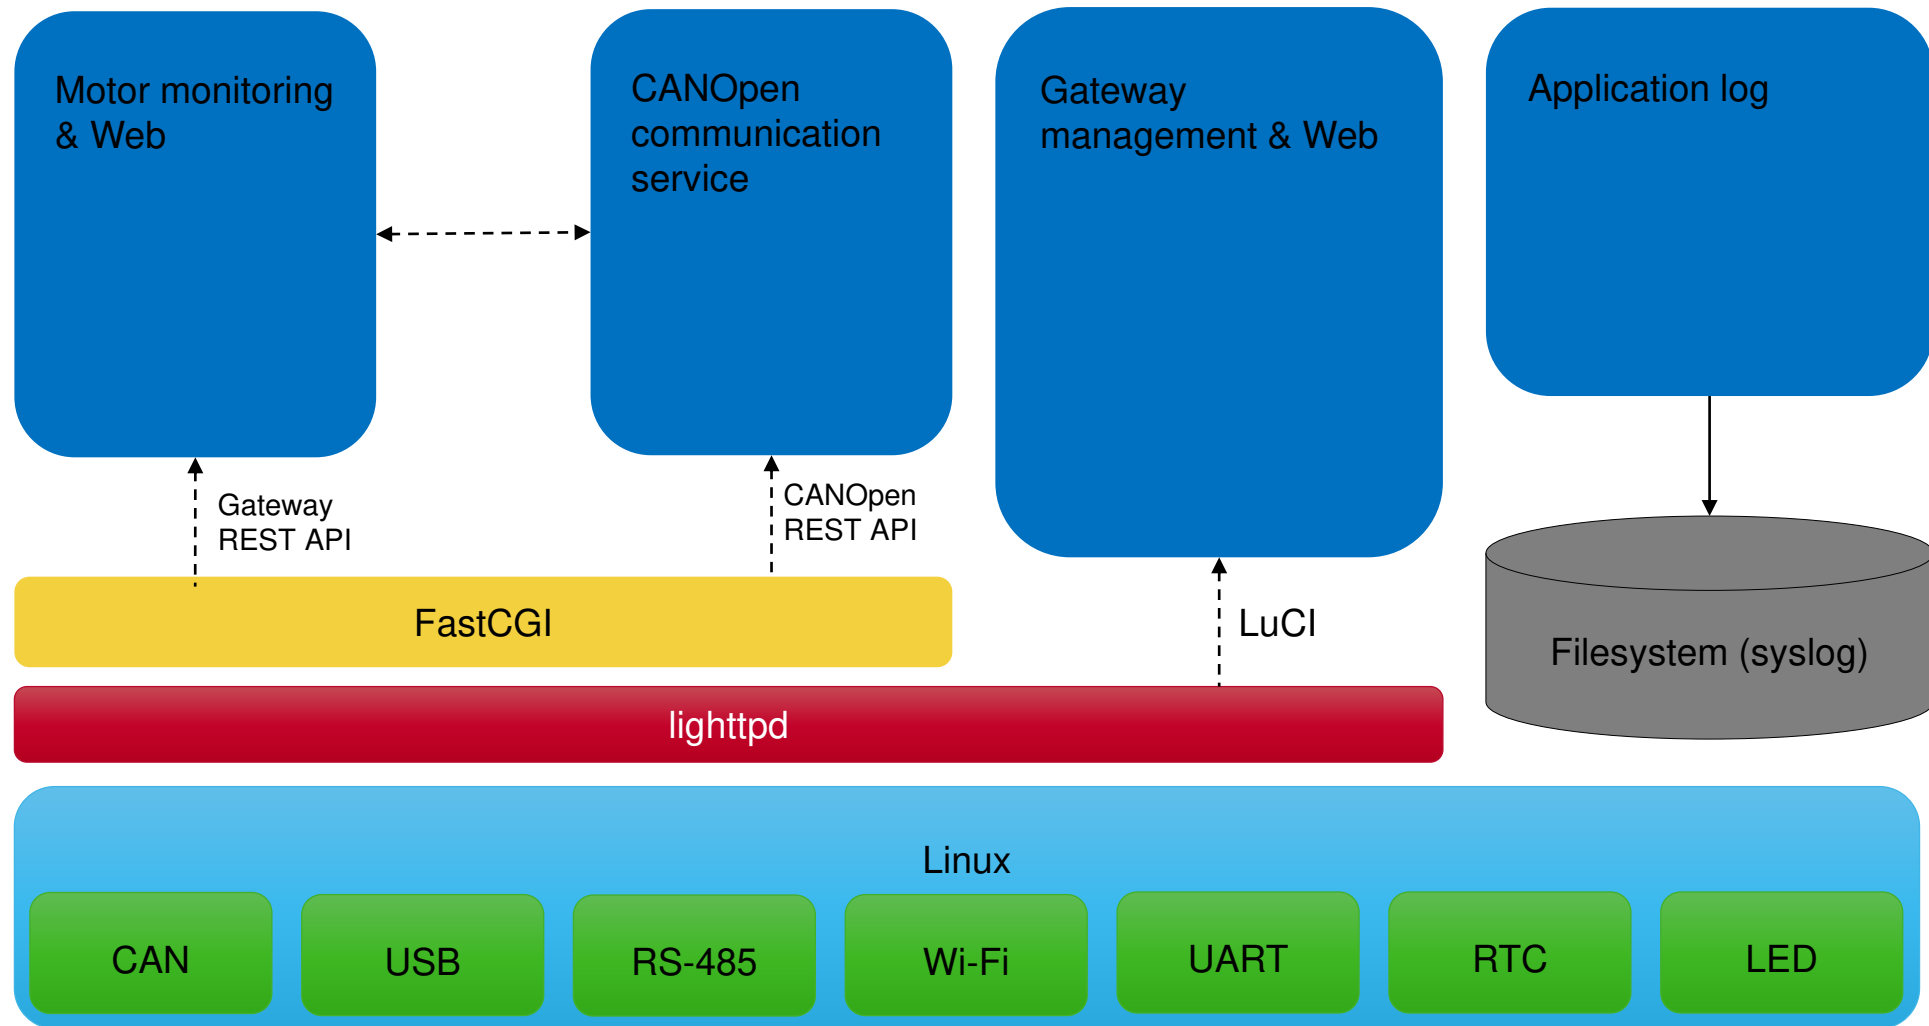 Motor monitoring
& Web
CANOpen
communication
service
Gateway
management & Web
Application log
Gateway
REST API
CANOpen
REST API
FastCGI
LuCI
Filesystem (syslog)
lighttpd
Linux
CAN
USB
RS-485
Wi-Fi
UART
RTC
LED